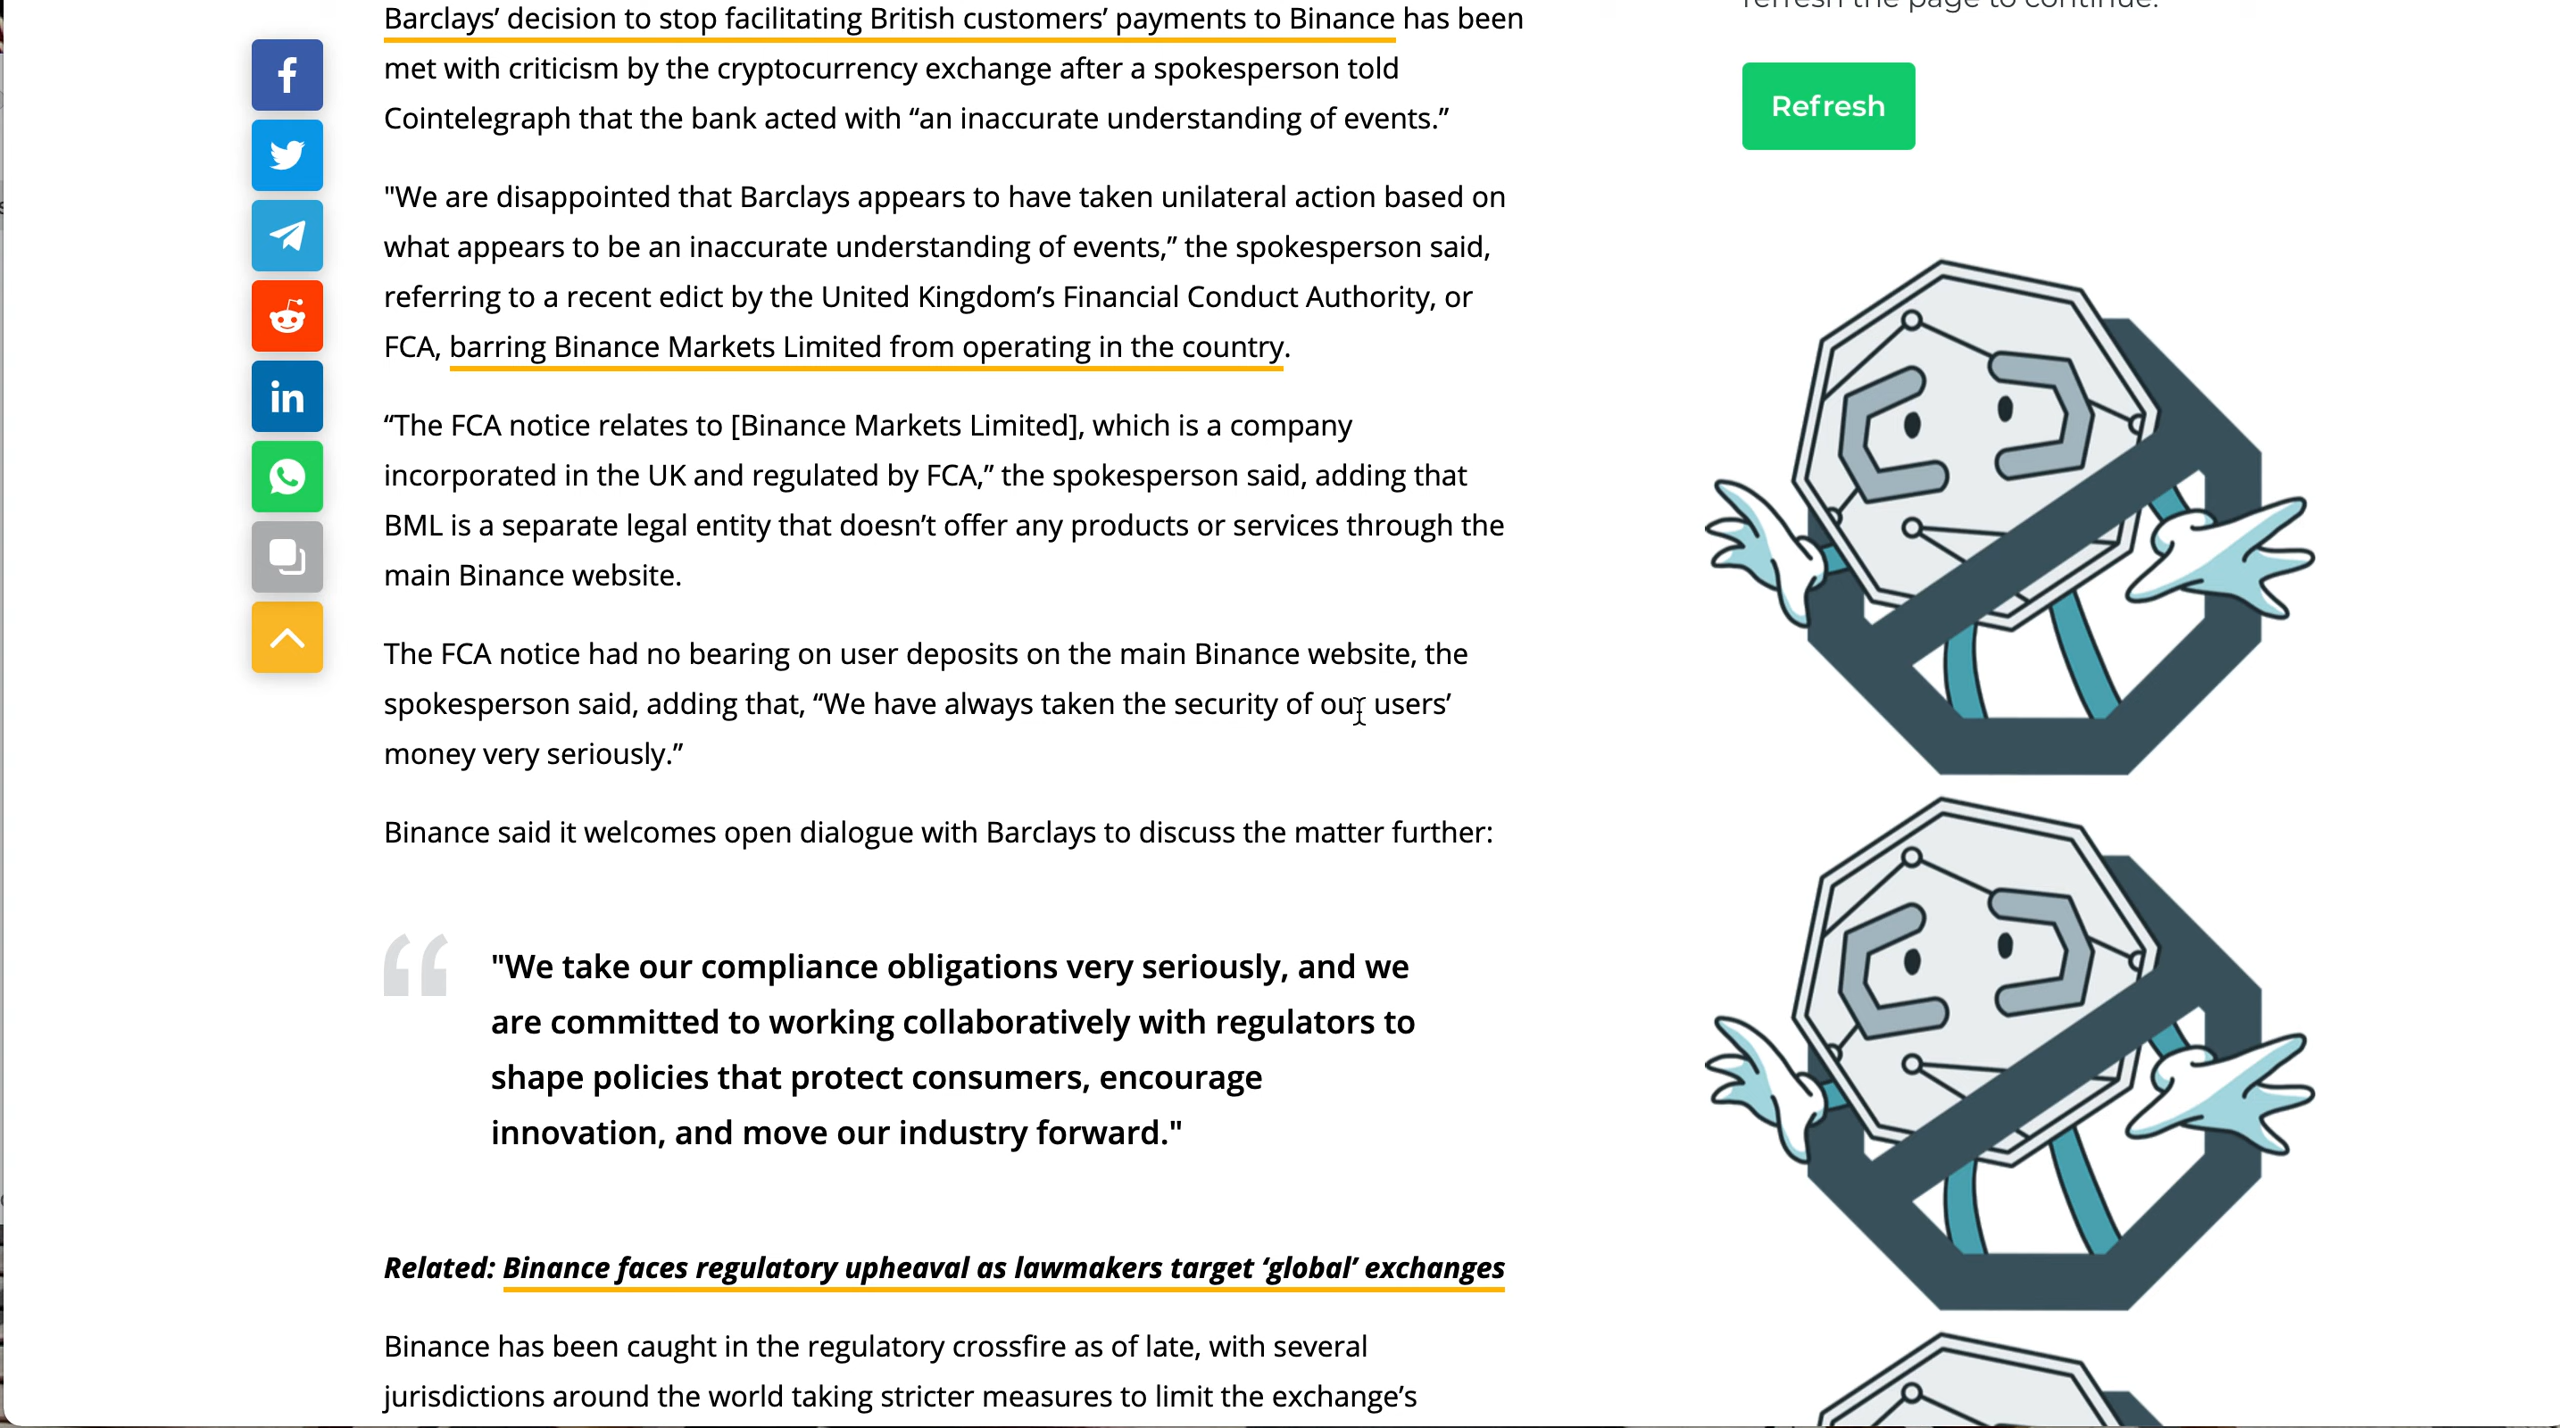 Barclays’ decision to stop facilitating British customers’ payments to Binance has been
met with criticism by the cryptocurrency exchange after a spokesperson told
Cointelegraph that the bank acted with “an inaccurate understanding of events.”
"We are disappointed that Barclays appears to have taken unilateral action based on
what appears to be an inaccurate understanding of events,” the spokesperson said,
referring to a recent edict by the United Kingdom’s Financial Conduct Authority, or
FCA, barring Binance Markets Limited from operating in the country.
“The FCA notice relates to [Binance Markets Limited], which is a company
incorporated in the UK and regulated by FCA,” the spokesperson said, adding that
BML is a separate legal entity that doesn’t offer any products or services through the
main Binance website.
The FCA notice had no bearing on user deposits on the main Binance website, the
spokesperson said, adding that, “We have always taken the security of our users’
money very seriously.”
Binance said it welcomes open dialogue with Barclays to discuss the matter further:
"We take our compliance obligations very seriously, and we
are committed to working collaboratively with regulators to
shape policies that protect consumers, encourage
innovation, and move our industry forward."
Related: Binance faces regulatory upheaval as lawmakers target ‘global’ exchanges
Binance has been caught in the regulatory crossfire as of late, with several
jurisdictions around the world taking stricter measures to limit the exchange’s
refresh the page to continue.
Refresh